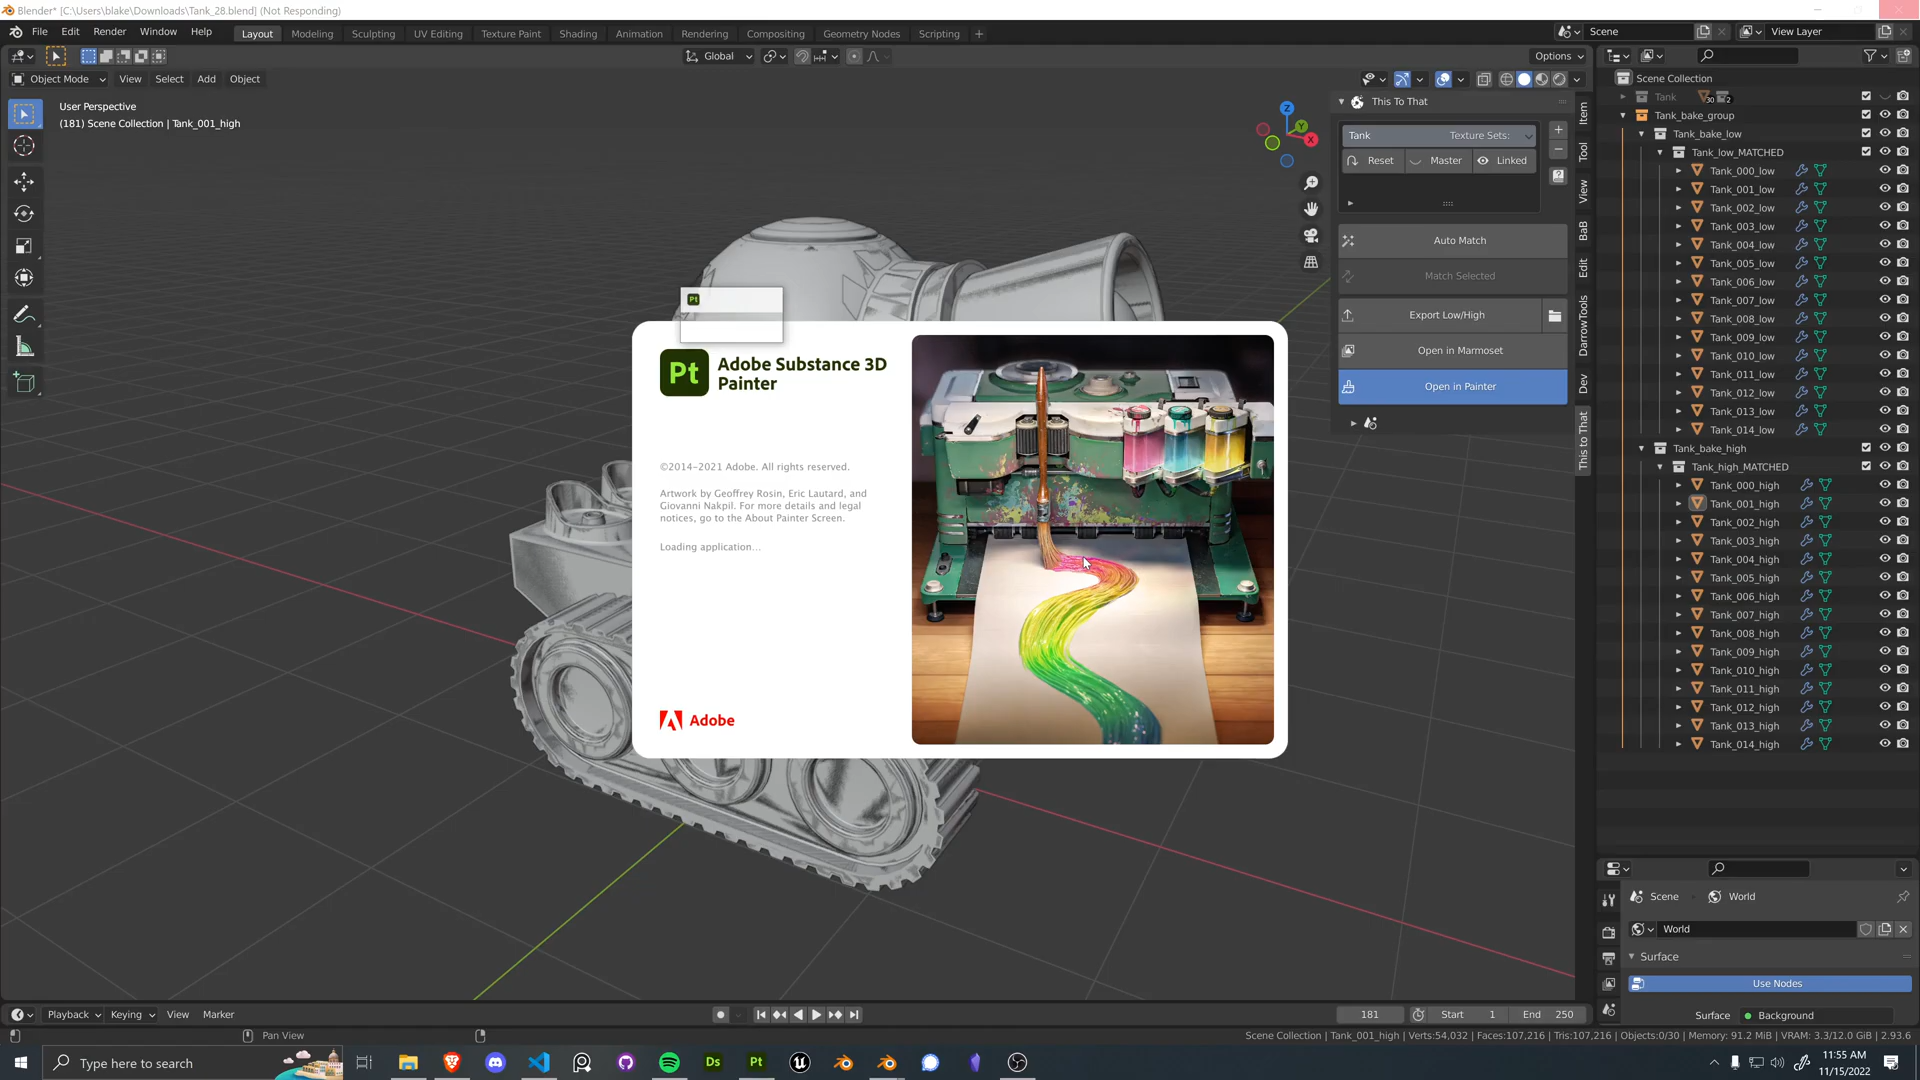 Blender* [C:\Users\blake\Downloads\Tank_28.blend] (Not Responding)
File Edit Render Window Help Layout Modeling Sculpting UV Editing Texture Paint Shading Animation Rendering Compositing Geometry Nodes Scripting + Scene View Layer
Global Options
Object Mode View Select Add Object
User Perspective
(181) Scene Collection | Tank_001_high
Z
Y
X
This To That
Tank Texture Sets:
Reset Master Linked
Auto Match
Match Selected
Export Low/High
Open in Marmoset
Open in Painter
Item
Tool
View
BaB
Edit
DarrowTools
Dev
This to That
Scene Collection
Tank 30 2
Tank_bake_group
Tank_bake_low
Tank_low_MATCHED
Tank_000_low
Tank_001_low
Tank_002_low
Tank_003_low
Tank_004_low
Tank_005_low
Tank_006_low
Tank_007_low
Tank_008_low
Tank_009_low
Tank_010_low
Tank_011_low
Tank_012_low
Tank_013_low
Tank_014_low
Tank_bake_high
Tank_high_MATCHED
Tank_000_high
Tank_001_high
Tank_002_high
Tank_003_high
Tank_004_high
Tank_005_high
Tank_006_high
Tank_007_high
Tank_008_high
Tank_009_high
Tank_010_high
Tank_011_high
Tank_012_high
Tank_013_high
Tank_014_high
Pt
Pt
Adobe Substance 3D
Painter
©2014-2021 Adobe. All rights reserved.
Artwork by Geoffrey Rosin, Eric Lautard, and
Giovanni Nakpil. For more details and legal
notices, go to the About Painter Screen.
Loading application...
Adobe
Scene World
World
Surface
Use Nodes
Surface Background
Playback Keying View Marker 181 Start 1 End 250
Pan View
Scene Collection | Tank_001_high | Verts:54,032 | Faces:107,216 | Tris:107,216 | Objects:0/30 | Memory: 91.2 MiB | VRAM: 3.3/12.0 GiB | 2.93.6
Type here to search Ds Pt
11:55 AM
11/15/2022